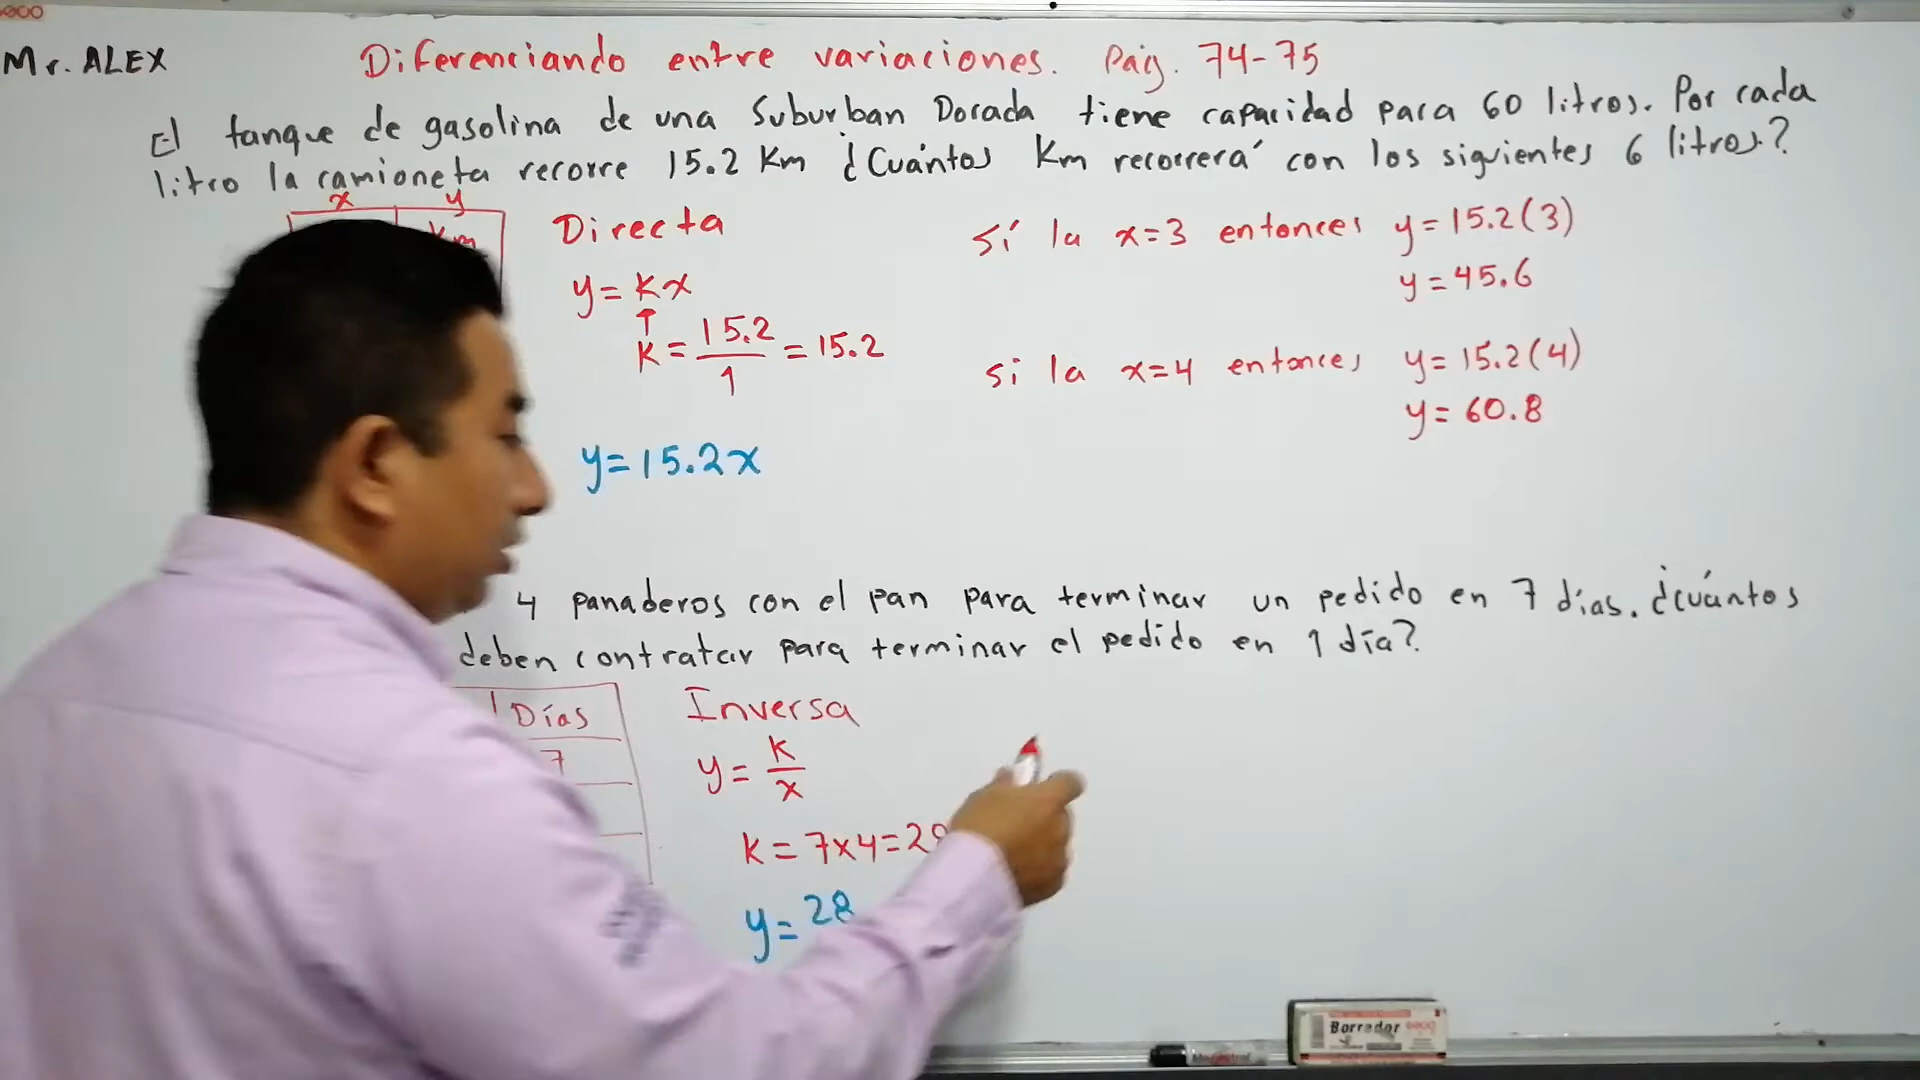 Mr. ALEX
Diferenciando entre variaciones. Pág. 74-75
El tanque de gasolina de una Suburban Dorada tiene capacidad para 60 litros. Por cada
litro la camioneta recorre 15.2 Km ¿Cuántos Km recorrerá con los siguientes 6 litros?
x y
Km
Directa
y = kx
k = 15.2/1 = 15.2
y = 15.2x
Sí la x=3 entonces y = 15.2(3)
y = 45.6
si la x=4 entonces y = 15.2(4)
y = 60.8
4 panaderos con el pan para terminar un pedido en 7 días. ¿cuántos
deben contratar para terminar el pedido en 1 día?
Días
7
Inversa
y = k/x
k = 7x4=28
y = 28
Borrador